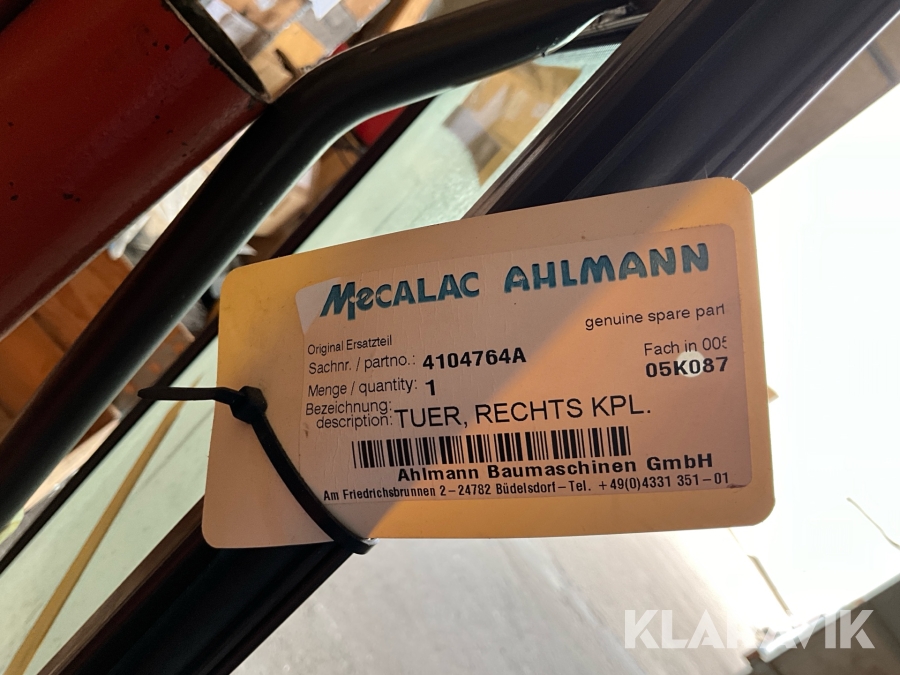 MECALAC AHLMANN
Original Ersatzteil genuine spare part
Sachnr. / partno.: 4104764A Fach in 005
Menge / quantity: 1 05K087
Bezeichnung:
description: TUER, RECHTS KPL.
Ahlmann Baumaschinen GmbH
Am Friedrichsbrunnen 2 – 24782 Büdelsdorf – Tel. +49(0)4331 351-01
KLARAVIK